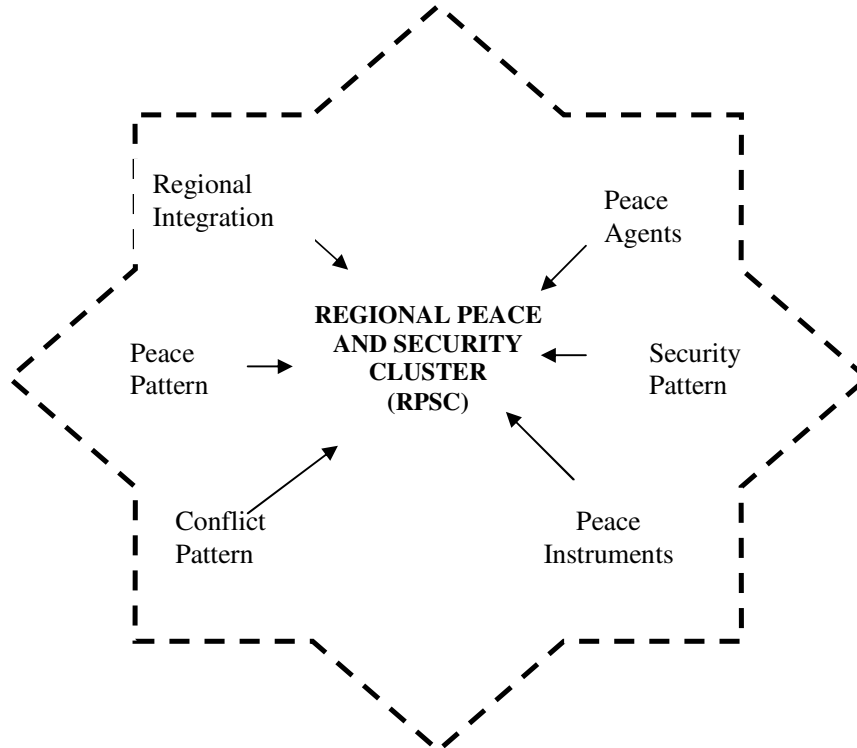 Regional
Integration
Peace
Agents
REGIONAL PEACE
AND SECURITY
CLUSTER
(RPSC)
Peace
Pattern
Security
Pattern
Conflict
Pattern
Peace
Instruments